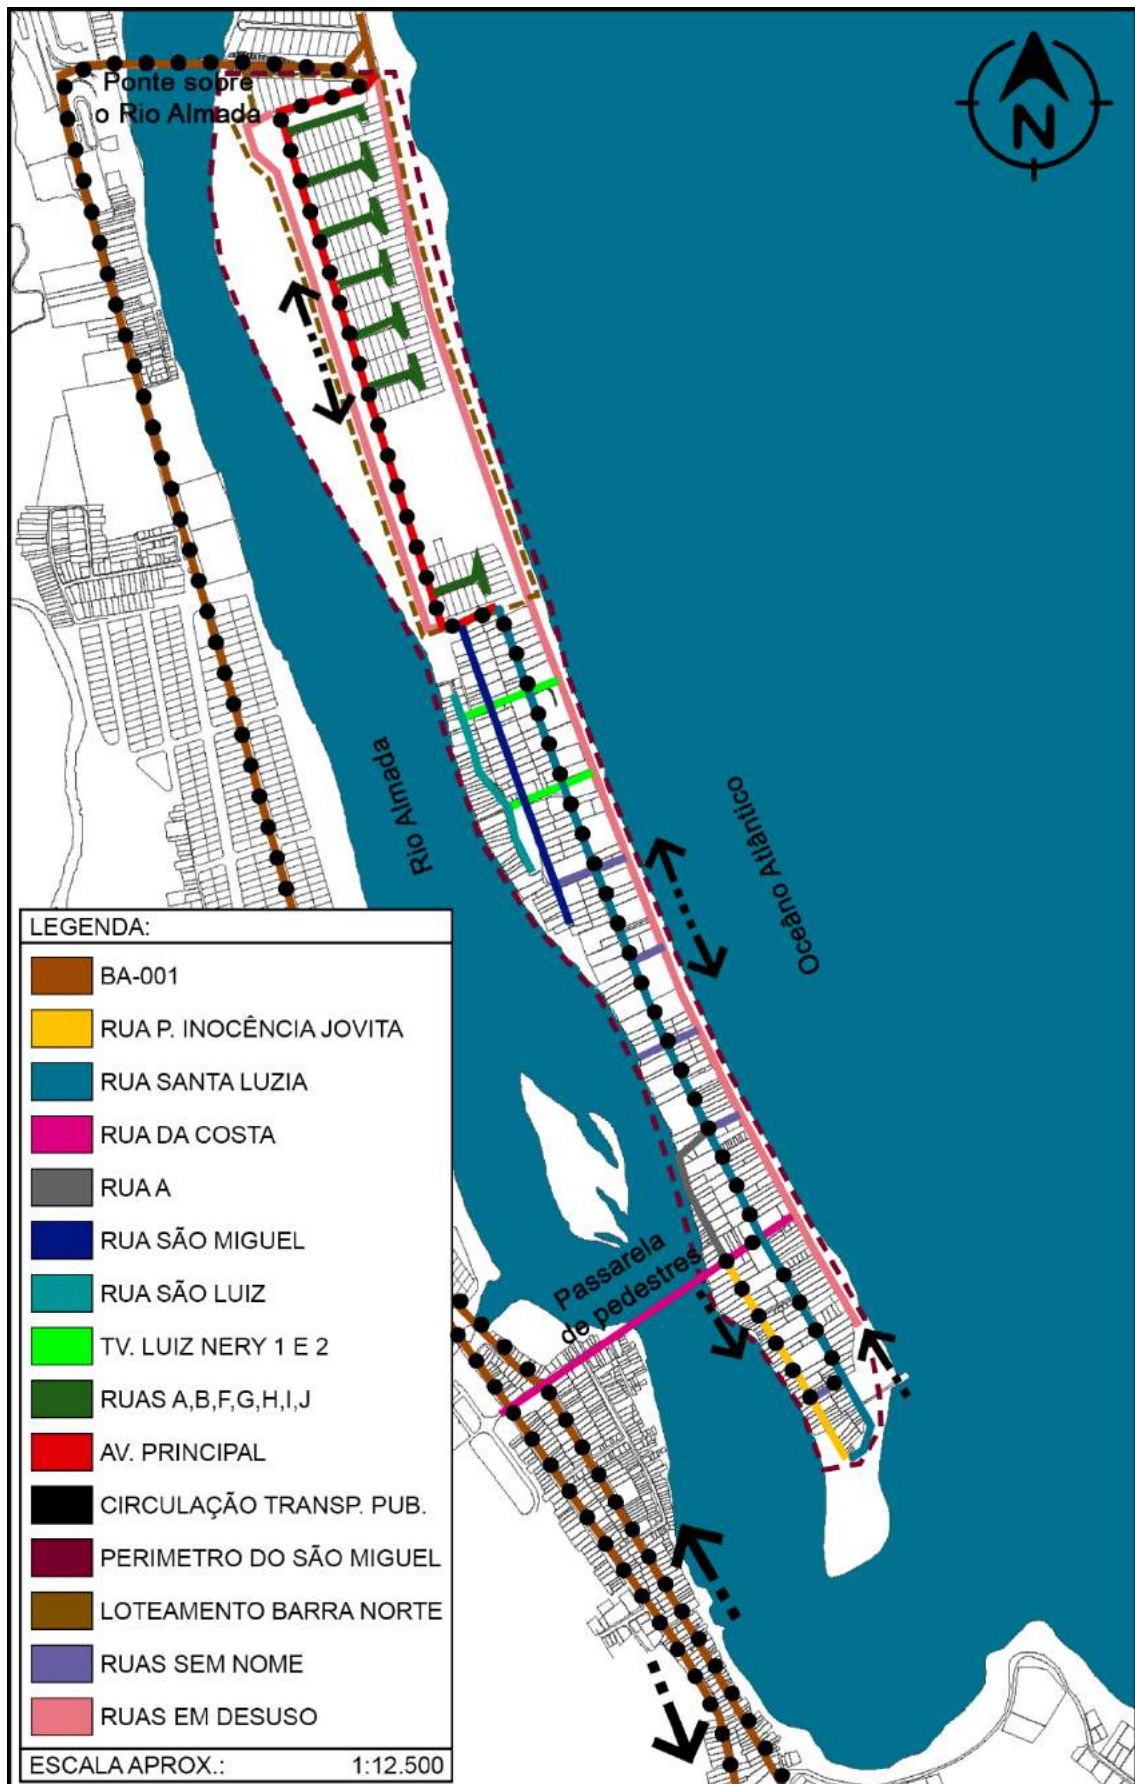 Ponte sobre
o Rio Almada
N
Rio Almada
Oceâno Atlântico
Passarela
de pedestres
LEGENDA:
BA-001
RUA P. INOCÊNCIA JOVITA
RUA SANTA LUZIA
RUA DA COSTA
RUA A
RUA SÃO MIGUEL
RUA SÃO LUIZ
TV. LUIZ NERY 1 E 2
RUAS A,B,F,G,H,I,J
AV. PRINCIPAL
CIRCULAÇÃO TRANSP. PUB.
PERIMETRO DO SÃO MIGUEL
LOTEAMENTO BARRA NORTE
RUAS SEM NOME
RUAS EM DESUSO
ESCALA APROX.: 1:12.500